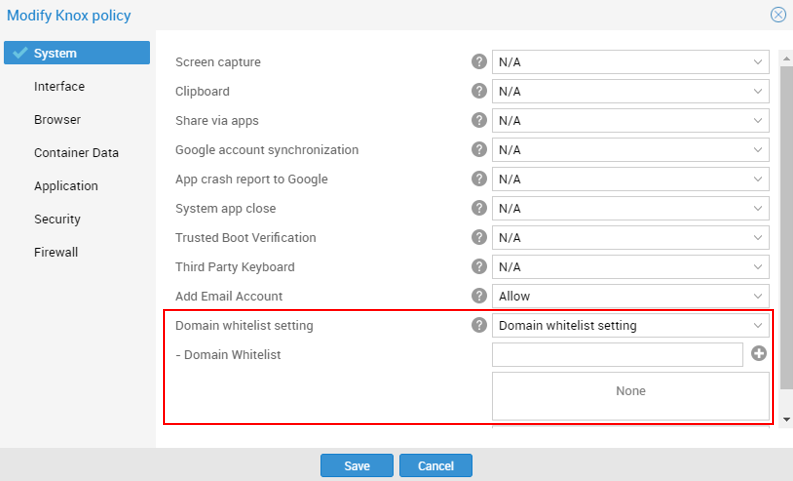 Modify Knox policy
System
Interface
Browser
Container Data
Application
Security
Firewall
Screen capture ? N/A
Clipboard ? N/A
Share via apps ? N/A
Google account synchronization ? N/A
App crash report to Google ? N/A
System app close ? N/A
Trusted Boot Verification ? N/A
Third Party Keyboard ? N/A
Add Email Account ? Allow
Domain whitelist setting ? Domain whitelist setting
- Domain Whitelist
None
Save Cancel